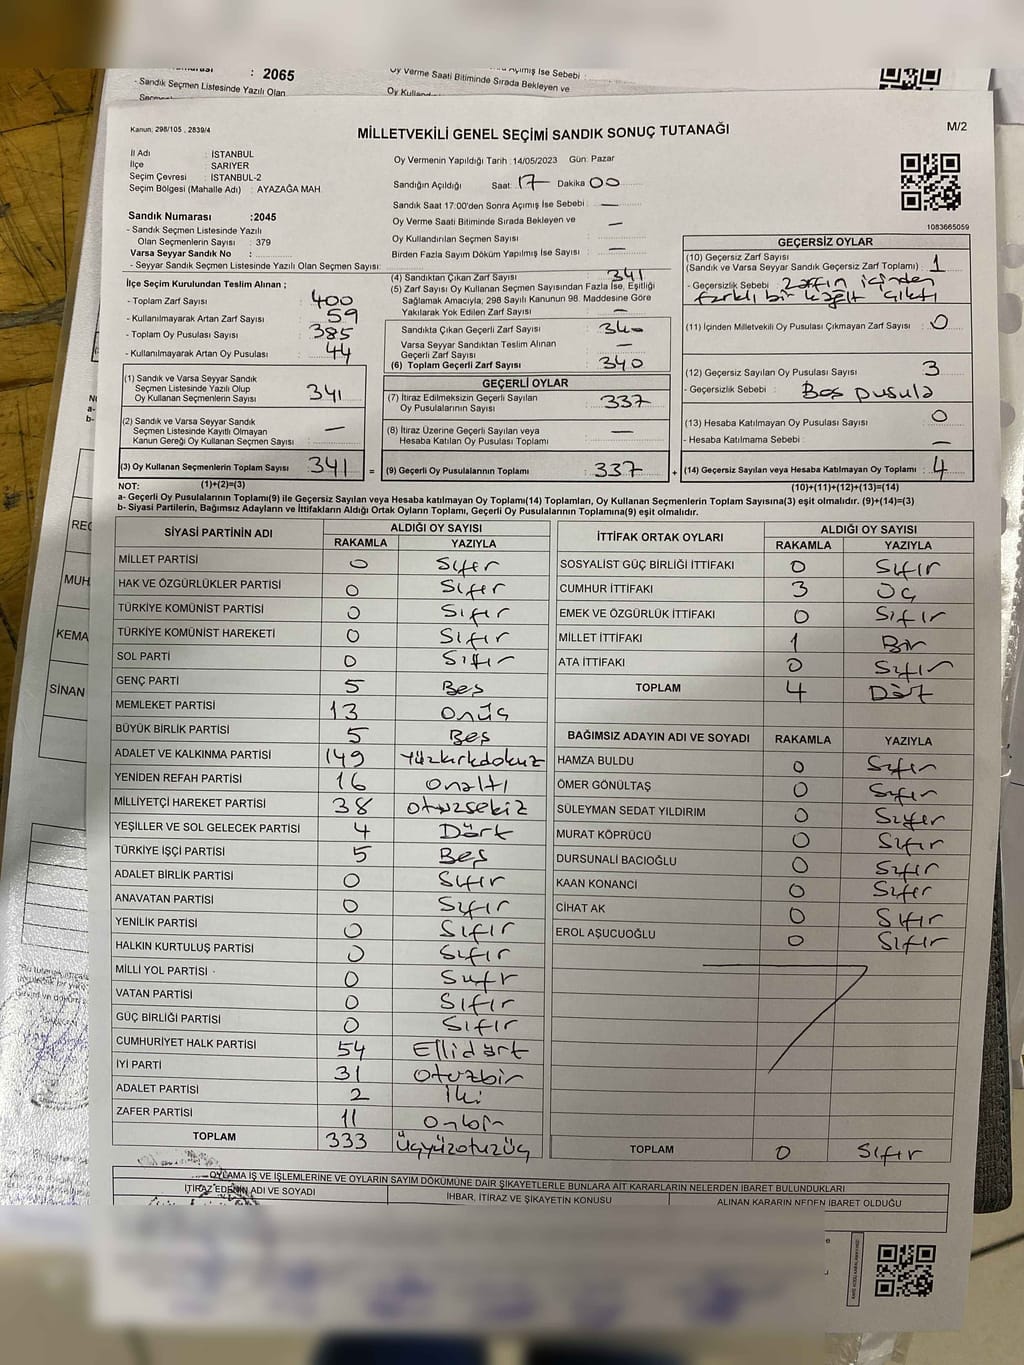 : 2065
- Sandık Seçmen Listesinde Yazılı Olan
Oy Verme Saati Bitiminde Sırada Bekleyen ve
Kanun; 298/105 , 2839/4
MİLLETVEKİLİ GENEL SEÇİMİ SANDIK SONUÇ TUTANAĞI
M/2
İl Adı : İSTANBUL
İlçe : SARIYER
Seçim Çevresi : İSTANBUL-2
Seçim Bölgesi (Mahalle Adı) : AYAZAĞA MAH.
Oy Vermenin Yapıldığı Tarih :14/05/2023 Gün: Pazar
Sandığın Açıldığı Saat: 17 Dakika 00
Sandık Saat 17:00'den Sonra Açımış İse Sebebi : —
Oy Verme Saati Bitiminde Sırada Bekleyen ve
Oy Kullandırılan Seçmen Sayısı : —
Birden Fazla Sayım Döküm Yapılmış İse Sayısı : —
1083665059
Sandık Numarası :2045
- Sandık Seçmen Listesinde Yazılı
Olan Seçmenlerin Sayısı : 379
Varsa Seyyar Sandık No :
- Seyyar Sandık Seçmen Listesinde Yazılı Olan Seçmen Sayısı:
İlçe Seçim Kurulundan Teslim Alınan ;
- Toplam Zarf Sayısı : 400
- Kullanılmayarak Artan Zarf Sayısı : 59
- Toplam Oy Pusulası Sayısı : 385
- Kullanılmayarak Artan Oy Pusulası : 44
(1) Sandık ve Varsa Seyyar Sandık
Seçmen Listesinde Yazılı Olup
Oy Kullanan Seçmenlerin Sayısı : 341
(2) Sandık ve Varsa Seyyar Sandık
Seçmen Listesinde Kayıtlı Olmayan
Kanun Gereği Oy Kullanan Seçmen Sayısı : —
(3) Oy Kullanan Seçmenlerin Toplam Sayısı : 341
(1)+(2)=(3)
(4) Sandıktan Çıkan Zarf Sayısı : 341
(5) Zarf Sayısı Oy Kullanan Seçmen Sayısından Fazla İse, Eşitliği
Sağlamak Amacıyla; 298 Sayılı Kanunun 98. Maddesine Göre
Yakılarak Yok Edilen Zarf Sayısı :
Sandıkta Çıkan Geçerli Zarf Sayısı : 340
Varsa Seyyar Sandıktan Teslim Alınan
Geçerli Zarf Sayısı : —
(6) Toplam Geçerli Zarf Sayısı : 340
GEÇERLİ OYLAR
(7) İtiraz Edilmeksizin Geçerli Sayılan
Oy Pusulalarının Sayısı : 337
(8) İtiraz Üzerine Geçerli Sayılan veya
Hesaba Katılan Oy Pusulası Toplamı : —
= (9) Geçerli Oy Pusulalarının Toplamı : 337
GEÇERSİZ OYLAR
(10) Geçersiz Zarf Sayısı
(Sandık ve Varsa Seyyar Sandık Geçersiz Zarf Toplamı) : 1
- Geçersizlik Sebebi : Zarfın içinden
farklı bir kağıt çıktı
(11) İçinden Milletvekili Oy Pusulası Çıkmayan Zarf Sayısı : 0
(12) Geçersiz Sayılan Oy Pusulası Sayısı : 3
- Geçersizlik Sebebi : Boş pusula
(13) Hesaba Katılmayan Oy Pusulası Sayısı : 0
- Hesaba Katılmama Sebebi : —
+ (14) Geçersiz Sayılan veya Hesaba Katılmayan Oy Toplamı : 4
(10)+(11)+(12)+(13)=(14)
NOT:
a- Geçerli Oy Pusulalarının Toplamı(9) ile Geçersiz Sayılan veya Hesaba katılmayan Oy Toplamı(14) Toplamları, Oy Kullanan Seçmenlerin Toplam Sayısına(3) eşit olmalıdır. (9)+(14)=(3)
b- Siyasi Partilerin, Bağımsız Adayların ve İttifakların Aldığı Ortak Oyların Toplamı, Geçerli Oy Pusulalarının Toplamına(9) eşit olmalıdır.
SİYASİ PARTİNİN ADI ALDIĞI OY SAYISI
RAKAMLA YAZIYLA
MİLLET PARTİSİ 0 Sıfır
HAK VE ÖZGÜRLÜKLER PARTİSİ 0 Sıfır
TÜRKİYE KOMÜNİST PARTİSİ 0 Sıfır
TÜRKİYE KOMÜNİST HAREKETİ 0 Sıfır
SOL PARTİ 0 Sıfır
GENÇ PARTİ 5 Beş
MEMLEKET PARTİSİ 13 Onüç
BÜYÜK BİRLİK PARTİSİ 5 Beş
ADALET VE KALKINMA PARTİSİ 149 Yüzkırkdokuz
YENİDEN REFAH PARTİSİ 16 Onaltı
MİLLİYETÇİ HAREKET PARTİSİ 38 Otuzsekiz
YEŞİLLER VE SOL GELECEK PARTİSİ 4 Dört
TÜRKİYE İŞÇİ PARTİSİ 5 Beş
ADALET BİRLİK PARTİSİ 0 Sıfır
ANAVATAN PARTİSİ 0 Sıfır
YENİLİK PARTİSİ 0 Sıfır
HALKIN KURTULUŞ PARTİSİ 0 Sıfır
MİLLİ YOL PARTİSİ 0 Sıfır
VATAN PARTİSİ 0 Sıfır
GÜÇ BİRLİĞİ PARTİSİ 0 Sıfır
CUMHURİYET HALK PARTİSİ 54 Ellidört
İYİ PARTİ 31 Otuzbir
ADALET PARTİSİ 2 İki
ZAFER PARTİSİ 11 Onbir
TOPLAM 333 Üçyüzotuzüç
İTTİFAK ORTAK OYLARI ALDIĞI OY SAYISI
RAKAMLA YAZIYLA
SOSYALİST GÜÇ BİRLİĞİ İTTİFAKI 0 Sıfır
CUMHUR İTTİFAKI 3 Üç
EMEK VE ÖZGÜRLÜK İTTİFAKI 0 Sıfır
MİLLET İTTİFAKI 1 Bir
ATA İTTİFAKI 0 Sıfır
TOPLAM 4 Dört
BAĞIMSIZ ADAYIN ADI VE SOYADI RAKAMLA YAZIYLA
HAMZA BULDU 0 Sıfır
ÖMER GÖNÜLTAŞ 0 Sıfır
SÜLEYMAN SEDAT YILDIRIM 0 Sıfır
MURAT KÖPRÜCÜ 0 Sıfır
DURSUNALİ BACIOĞLU 0 Sıfır
KAAN KONANCİ 0 Sıfır
CİHAT AK 0 Sıfır
EROL AŞUCUOĞLU 0 Sıfır
TOPLAM 0 Sıfır
OYLAMA İŞ VE İŞLEMLERİNE VE OYLARIN SAYIM DÖKÜMÜNE DAİR ŞİKAYETLERLE BUNLARA AİT KARARLARIN NELERDEN İBARET BULUNDUKLARI
İTİRAZ EDENİN ADI VE SOYADI İHBAR, İTİRAZ VE ŞİKAYETİN KONUSU ALINAN KARARIN NEDEN İBARET OLDUĞU
MUH
KEMA
SİNAN